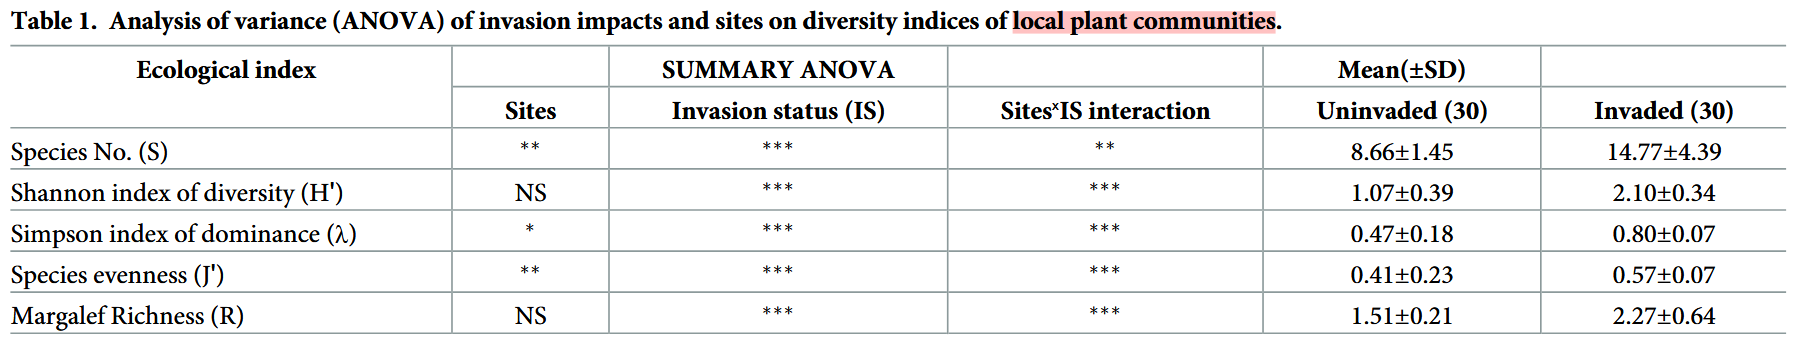 Table 1. Analysis of variance (ANOVA) of invasion impacts and sites on diversity indices of local plant communities.
Ecological index SUMMARY ANOVA Mean(±SD)
Sites Invasion status (IS) SitesˣIS interaction Uninvaded (30) Invaded (30)
Species No. (S) ** *** ** 8.66±1.45 14.77±4.39
Shannon index of diversity (H') NS *** *** 1.07±0.39 2.10±0.34
Simpson index of dominance (λ) * *** *** 0.47±0.18 0.80±0.07
Species evenness (J') ** *** *** 0.41±0.23 0.57±0.07
Margalef Richness (R) NS *** *** 1.51±0.21 2.27±0.64